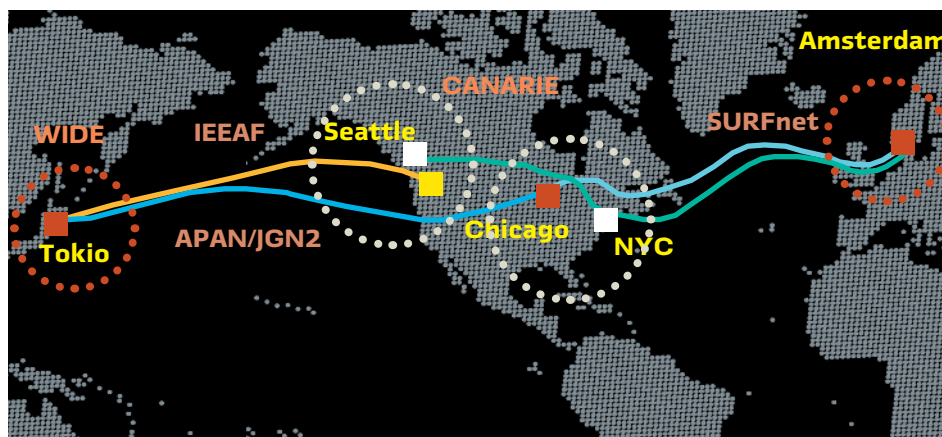 Amsterdam
CANARIE
SURFnet
WIDE
IEEAF
Seattle
Chicago
APAN/JGN2
NYC
Tokio